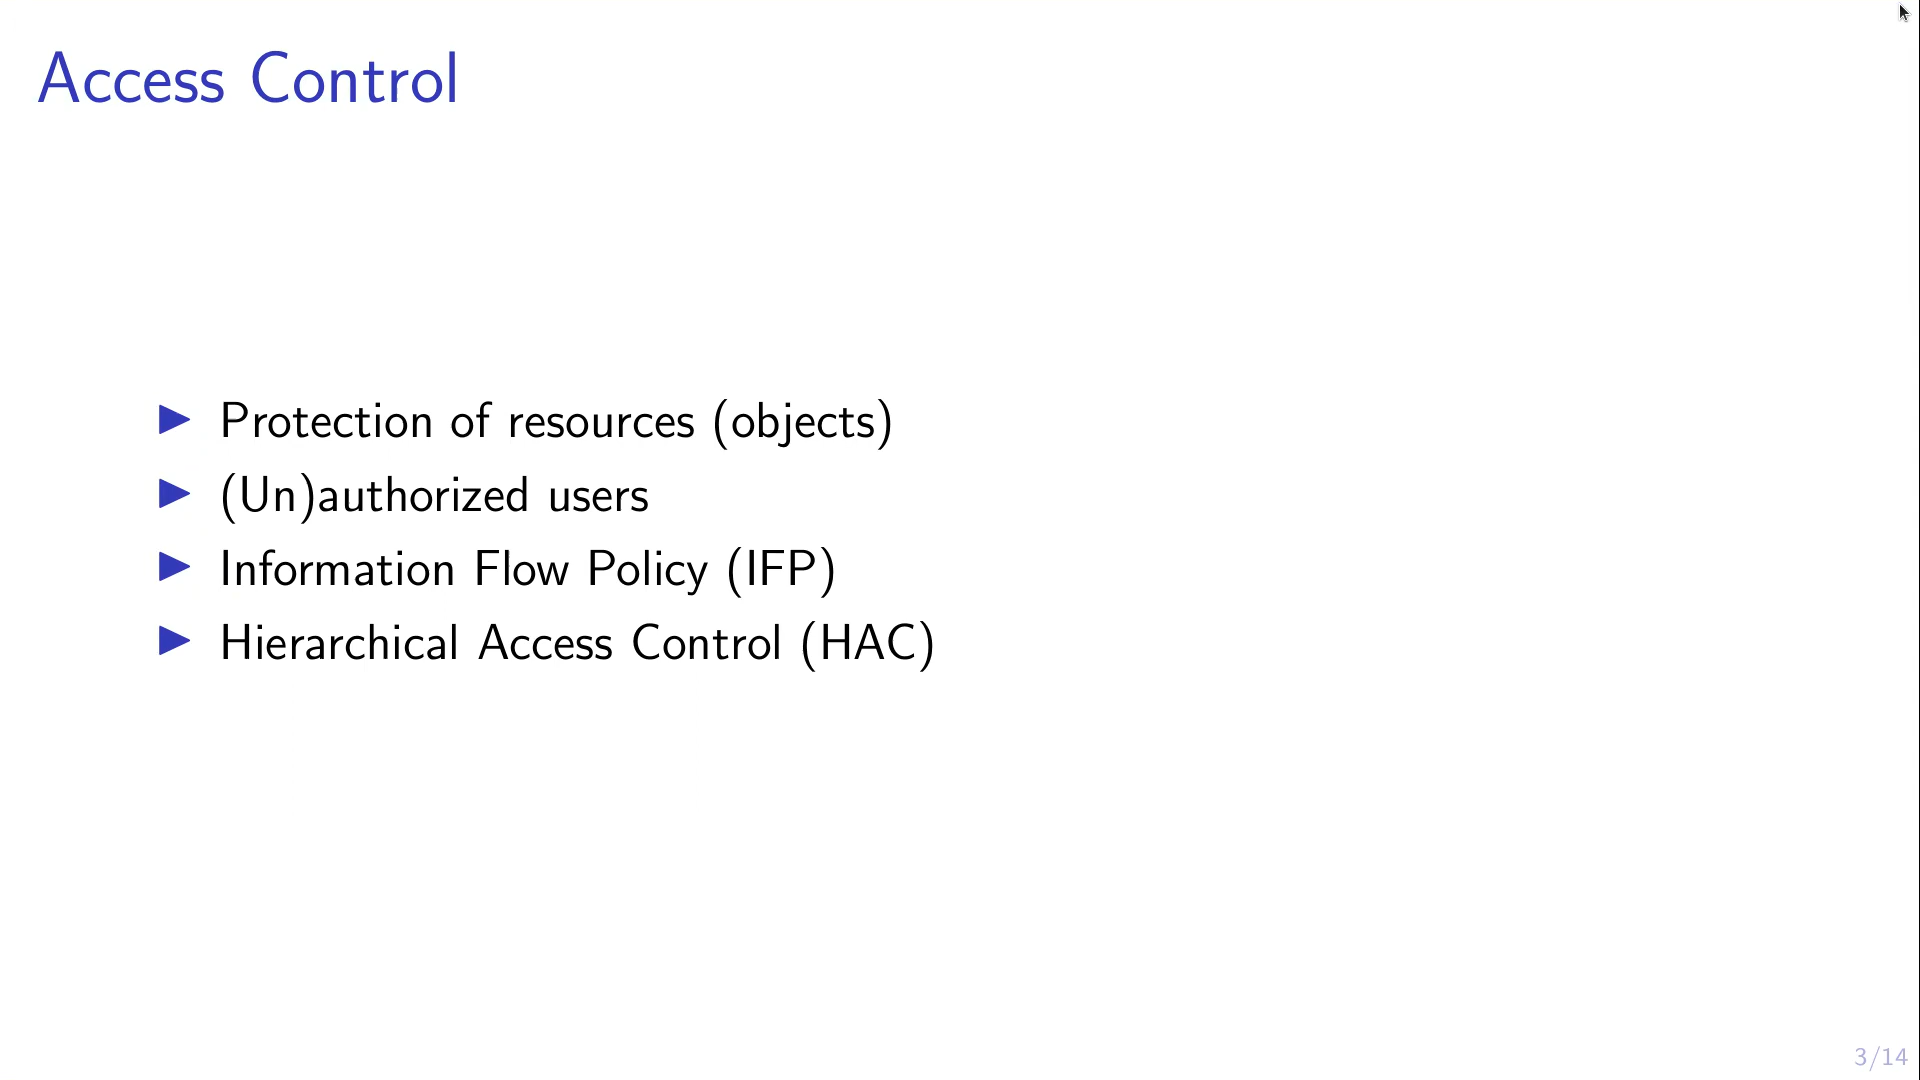 Access Control
Protection of resources (objects)
(Un)authorized users
Information Flow Policy (IFP)
Hierarchical Access Control (HAC)
3/14